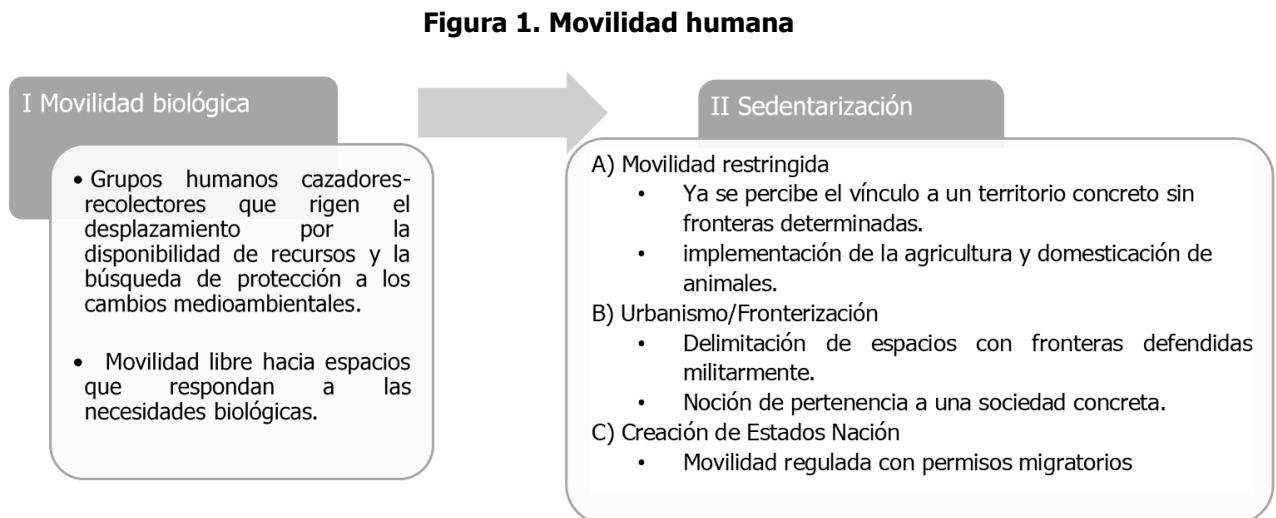 Figura 1. Movilidad humana
I Movilidad biológica
• Grupos humanos cazadores-
recolectores que rigen el
desplazamiento por la
disponibilidad de recursos y la
búsqueda de protección a los
cambios medioambientales.
• Movilidad libre hacia espacios
que respondan a las
necesidades biológicas.
II Sedentarización
A) Movilidad restringida
• Ya se percibe el vínculo a un territorio concreto sin
fronteras determinadas.
• implementación de la agricultura y domesticación de
animales.
B) Urbanismo/Fronterización
• Delimitación de espacios con fronteras defendidas
militarmente.
• Noción de pertenencia a una sociedad concreta.
C) Creación de Estados Nación
• Movilidad regulada con permisos migratorios